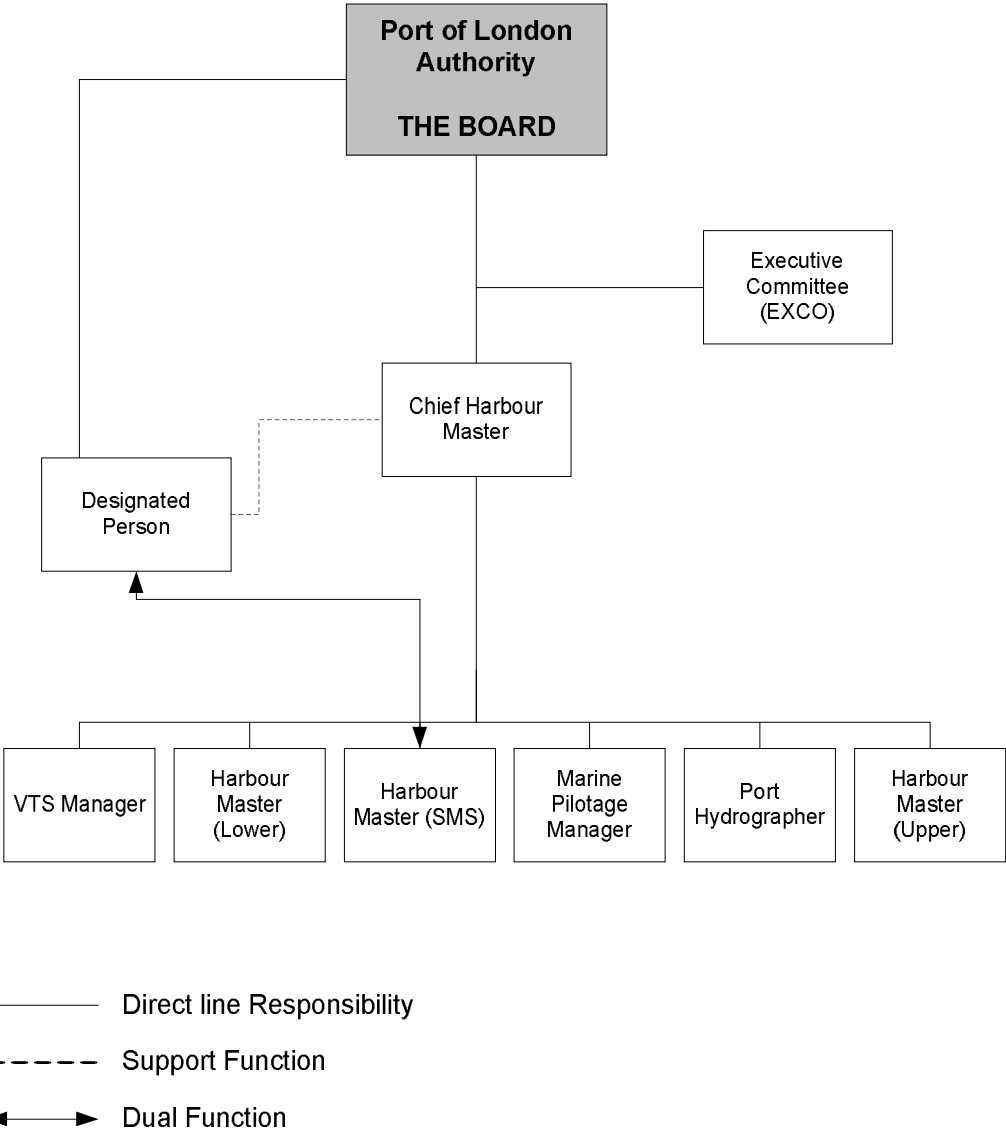 Port of London
Authority
THE BOARD
Executive
Committee
(EXCO)
Chief Harbour
Master
Designated
Person
VTS Manager
Harbour
Master
(Lower)
Harbour
Master (SMS)
Marine
Pilotage
Manager
Port
Hydrographer
Harbour
Master
(Upper)
Direct line Responsibility
Support Function
Dual Function